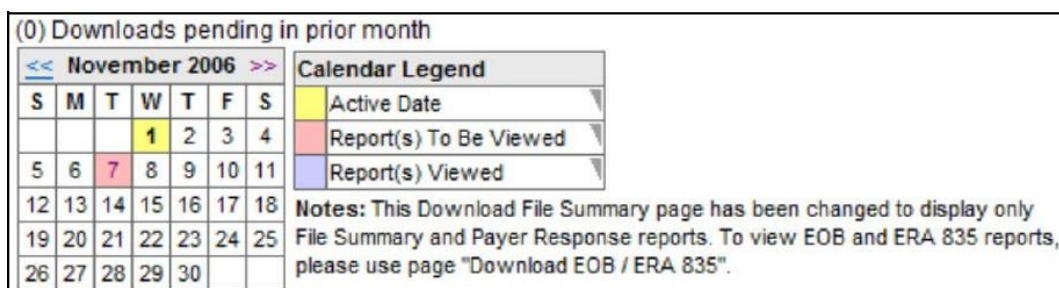 (0) Downloads pending in prior month
<< November 2006 >>
S M T W T F S
1 2 3 4
5 6 7 8 9 10 11
12 13 14 15 16 17 18
19 20 21 22 23 24 25
26 27 28 29 30
Calendar Legend
Active Date
Report(s) To Be Viewed
Report(s) Viewed
Notes: This Download File Summary page has been changed to display only
File Summary and Payer Response reports. To view EOB and ERA 835 reports,
please use page "Download EOB / ERA 835".